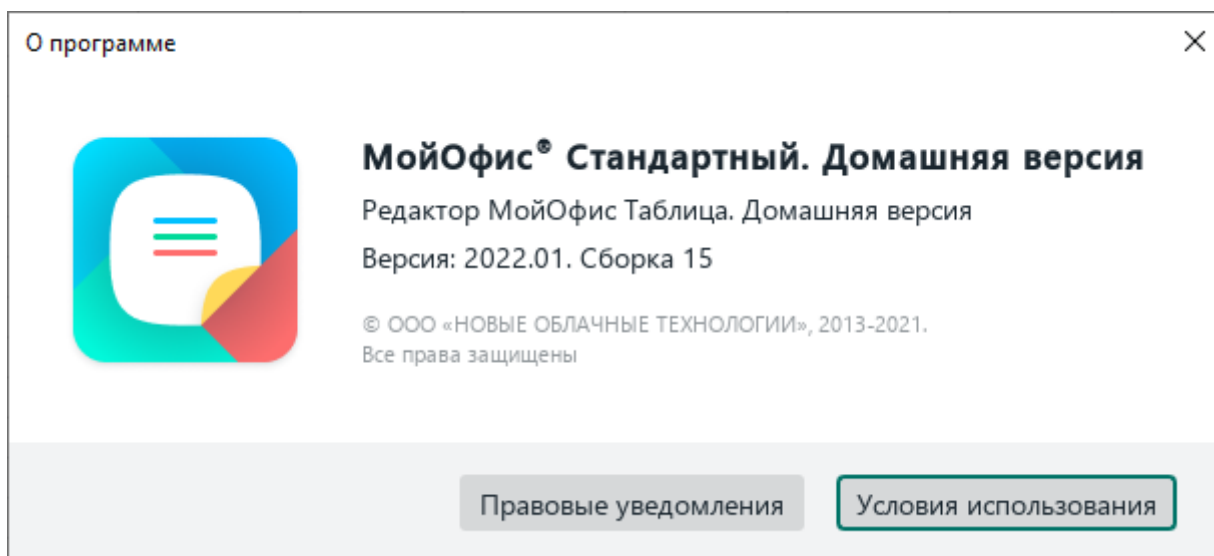 О программе
МойОфис® Стандартный. Домашняя версия
Редактор МойОфис Таблица. Домашняя версия
Версия: 2022.01. Сборка 15
© ООО «НОВЫЕ ОБЛАЧНЫЕ ТЕХНОЛОГИИ», 2013-2021.
Все права защищены
Правовые уведомления
Условия использования